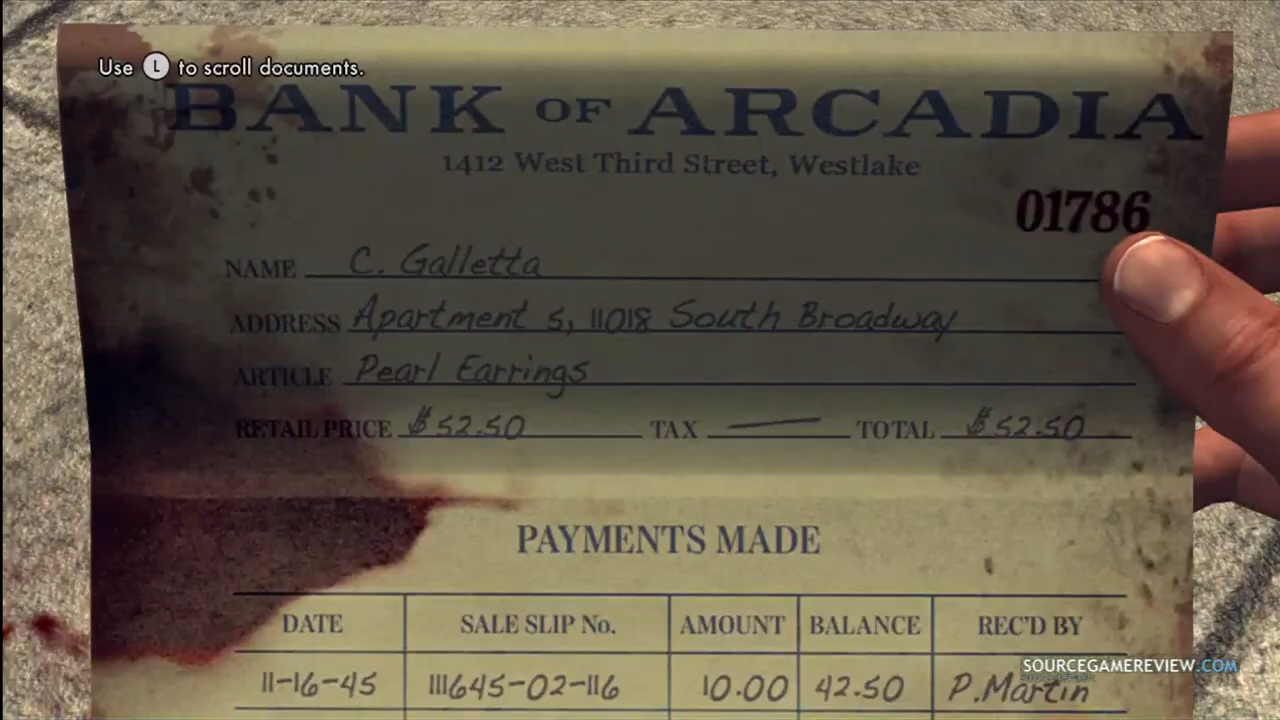 Use L to scroll documents.
BANK OF ARCADIA
1412 West Third Street, Westlake
01786
NAME C. Galletta
ADDRESS Apartment 5, 11018 South Broadway
ARTICLE Pearl Earrings
RETAIL PRICE $52.50 TAX — TOTAL $52.50
PAYMENTS MADE
DATE SALE SLIP No. AMOUNT BALANCE REC'D BY
11-16-45 111645-02-116 10.00 42.50 P. Martin
SOURCEGAMEREVIEW.COM